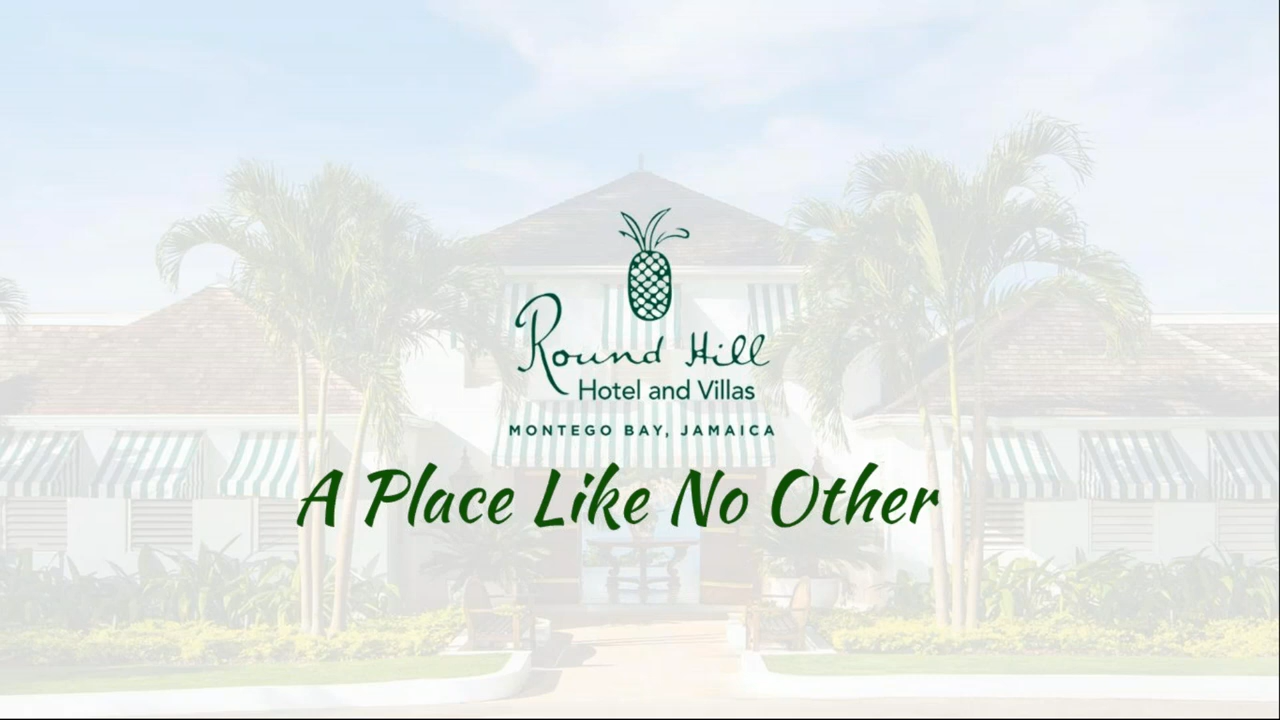 Round Hill
Hotel and Villas
MONTEGO BAY, JAMAICA
A Place Like No Other